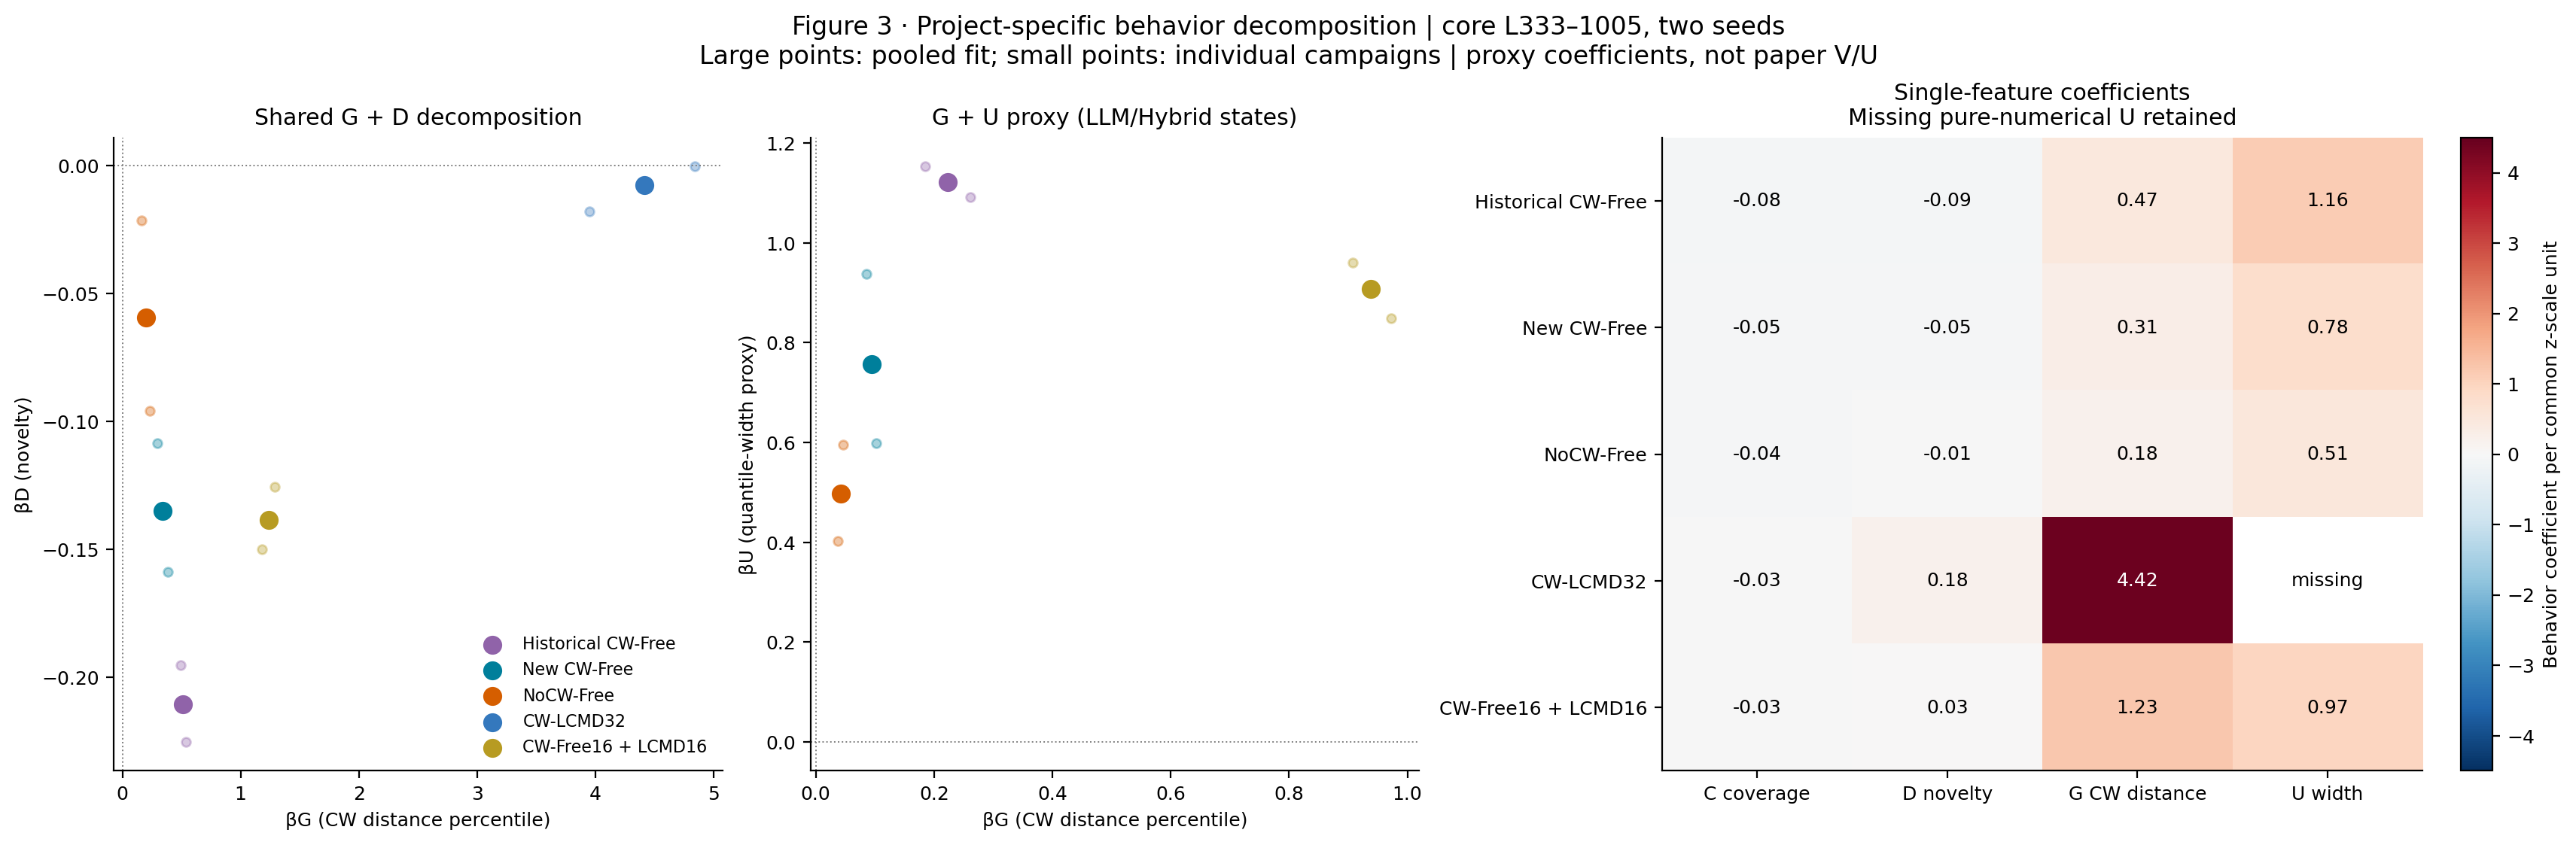 Figure 3 · Project-specific behavior decomposition | core L333–1005, two seeds
Large points: pooled fit; small points: individual campaigns | proxy coefficients, not paper V/U
Shared G + D decomposition
βD (novelty)
0.00
−0.05
−0.10
−0.15
−0.20
0 1 2 3 4 5
βG (CW distance percentile)
Historical CW-Free
New CW-Free
NoCW-Free
CW-LCMD32
CW-Free16 + LCMD16
G + U proxy (LLM/Hybrid states)
βU (quantile-width proxy)
1.2
1.0
0.8
0.6
0.4
0.2
0.0
0.0 0.2 0.4 0.6 0.8 1.0
βG (CW distance percentile)
Single-feature coefficients
Missing pure-numerical U retained
Historical CW-Free -0.08 -0.09 0.47 1.16
New CW-Free -0.05 -0.05 0.31 0.78
NoCW-Free -0.04 -0.01 0.18 0.51
CW-LCMD32 -0.03 0.18 4.42 missing
CW-Free16 + LCMD16 -0.03 0.03 1.23 0.97
C coverage D novelty G CW distance U width
4
3
2
1
0
−1
−2
−3
−4
Behavior coefficient per common z-scale unit